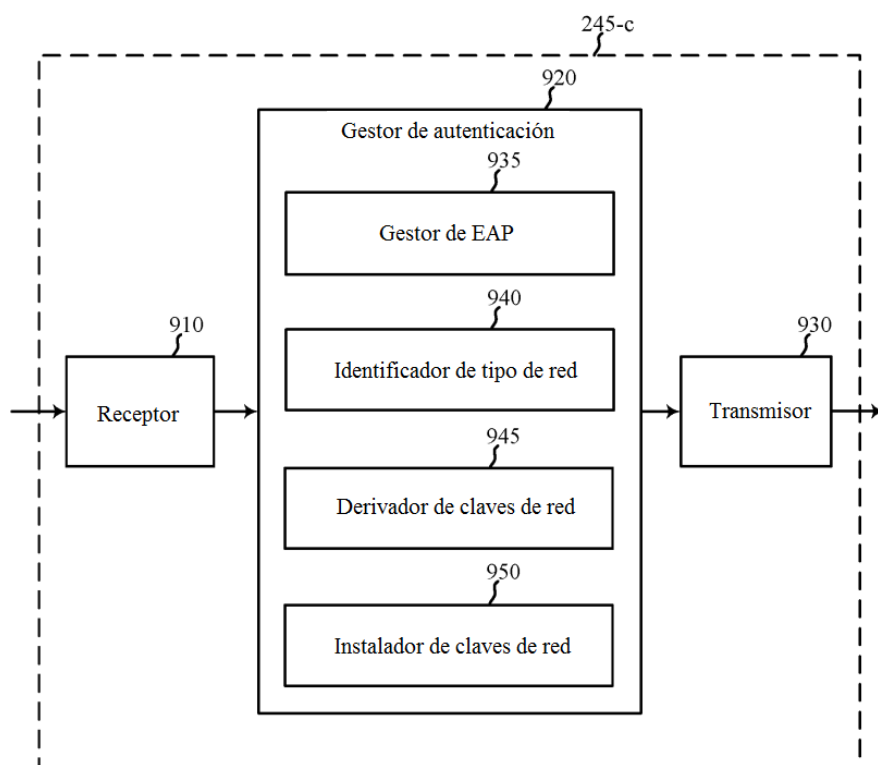 245-c
920
Gestor de autenticación
935
Gestor de EAP
940
Identificador de tipo de red
910
Receptor
930
Transmisor
945
Derivador de claves de red
950
Instalador de claves de red